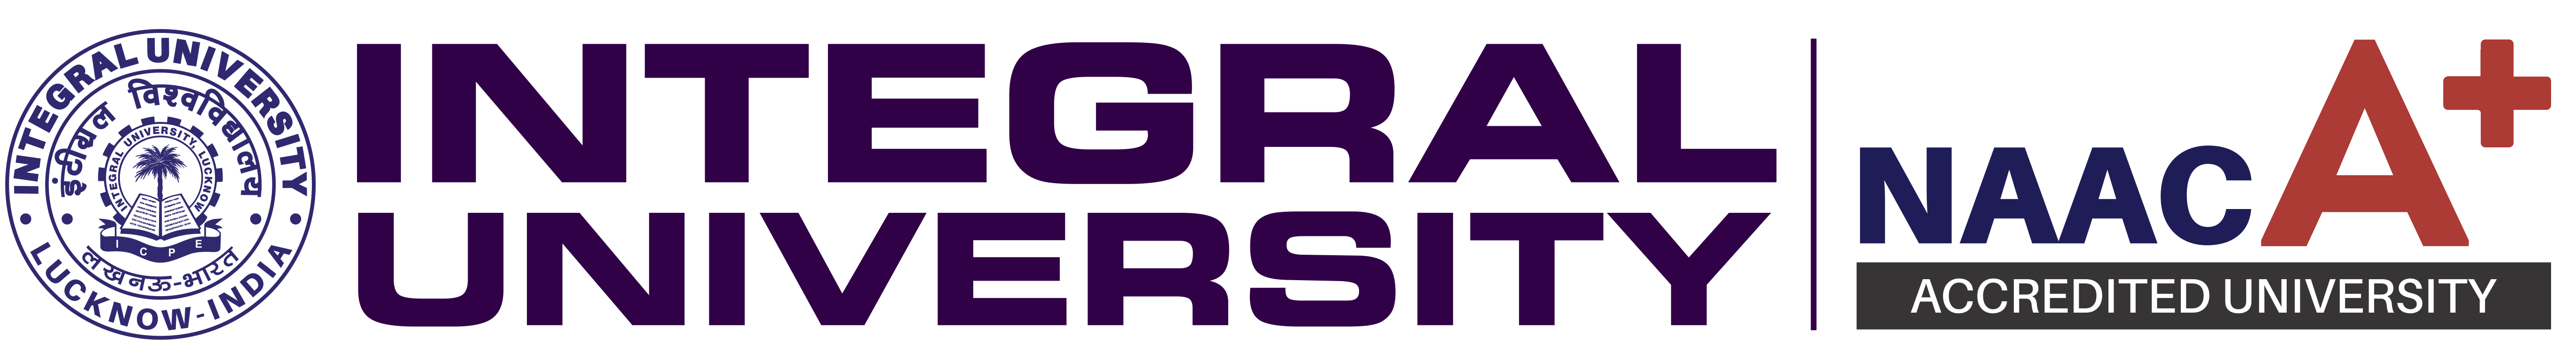 INTEGRAL UNIVERSITY
इंटीग्रल विश्वविद्यालय
INTEGRAL UNIVERSITY, LUCKNOW
I C P E
लखनऊ-भारत
LUCKNOW-INDIA
INTEGRAL
UNIVERSITY
NAAC A+
ACCREDITED UNIVERSITY